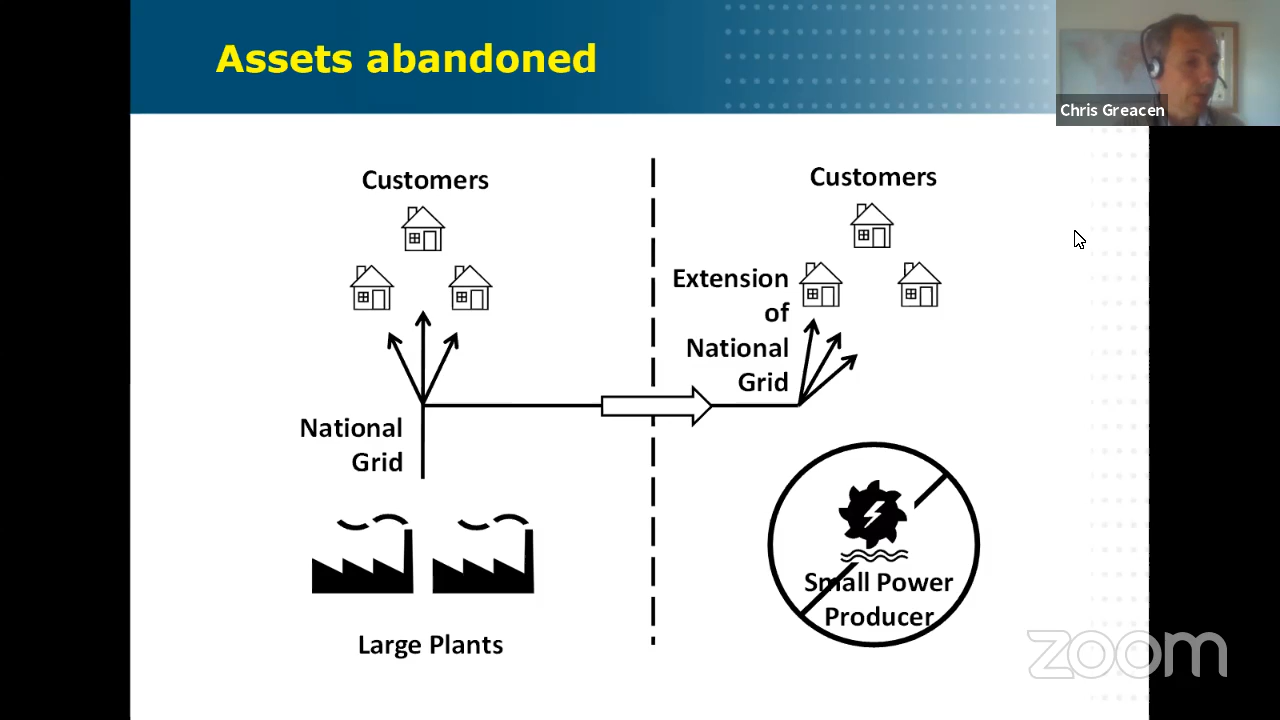 Assets abandoned
Chris Greacen
Customers
Customers
Extension
of
National
Grid
National
Grid
Small Power
Producer
Large Plants
zoom